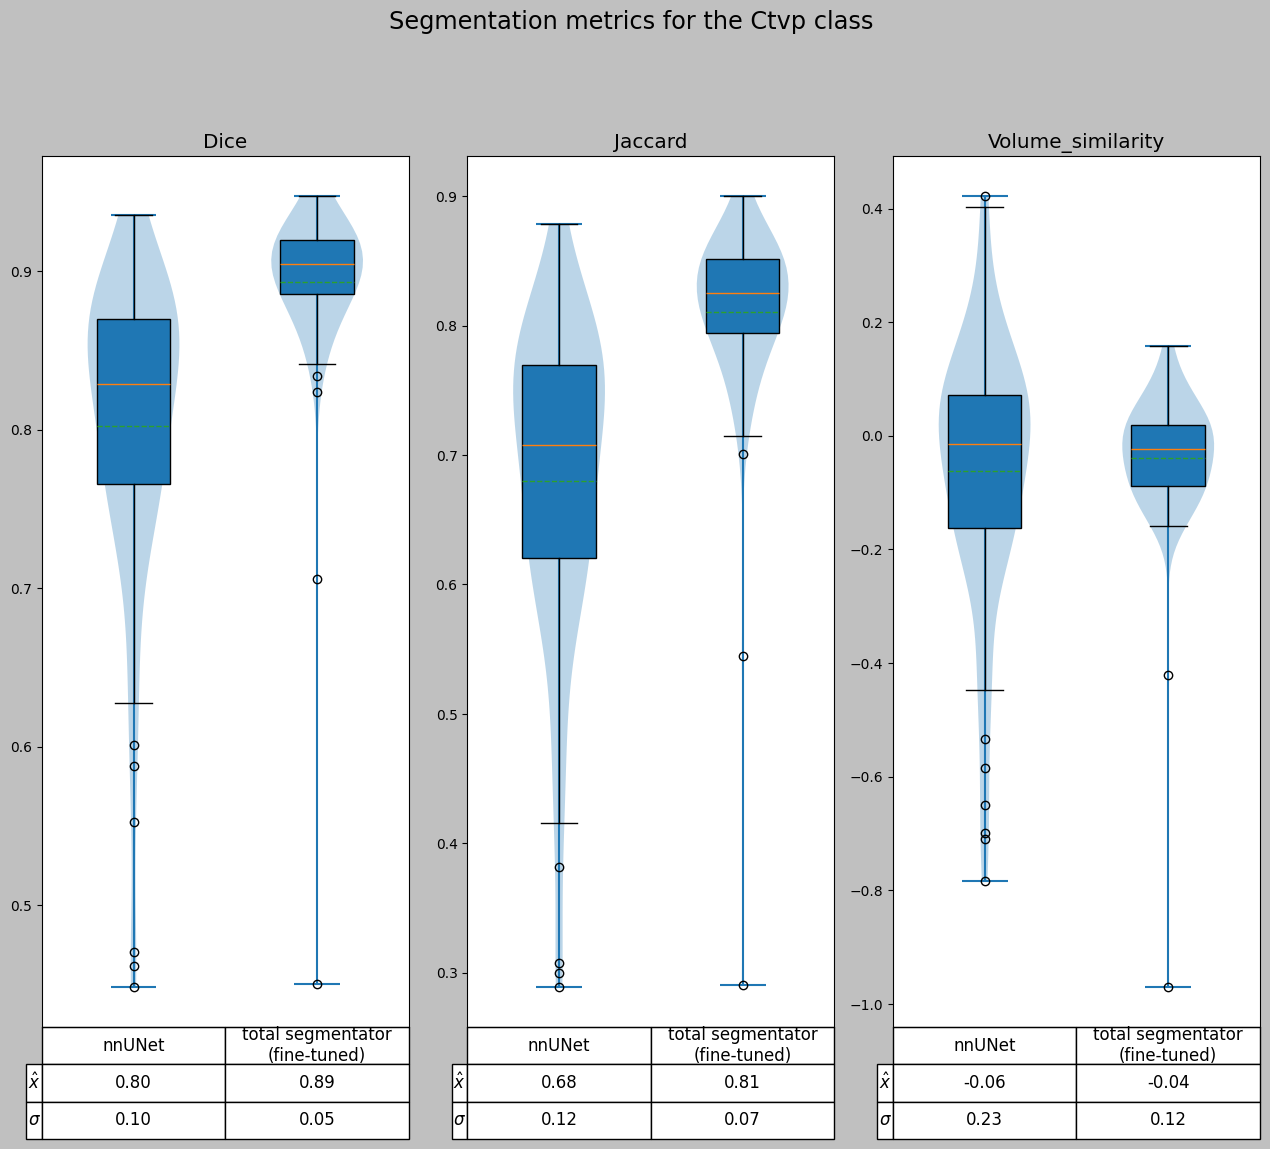 Segmentation metrics for the Ctvp class
Dice
0.9
0.8
0.7
0.6
0.5
nnUNet
total segmentator
(fine-tuned)
x̂ 0.80 0.89
σ 0.10 0.05
Jaccard
0.9
0.8
0.7
0.6
0.5
0.4
0.3
nnUNet
total segmentator
(fine-tuned)
x̂ 0.68 0.81
σ 0.12 0.07
Volume_similarity
0.4
0.2
0.0
−0.2
−0.4
−0.6
−0.8
−1.0
nnUNet
total segmentator
(fine-tuned)
x̂ -0.06 -0.04
σ 0.23 0.12